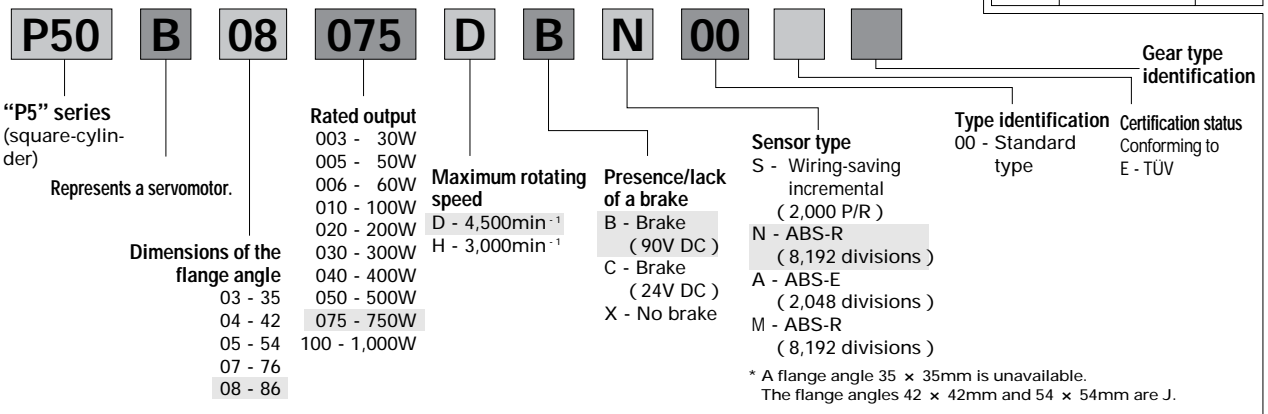 P50 B 08 075 D B N 00
"P5" series
(square-cylin-
der)
Represents a servomotor.
Dimensions of the
flange angle
03 - 35
04 - 42
05 - 54
07 - 76
08 - 86
Rated output
003 - 30W
005 - 50W
006 - 60W
010 - 100W
020 - 200W
030 - 300W
040 - 400W
050 - 500W
075 - 750W
100 - 1,000W
Maximum rotating
speed
D - 4,500min⁻¹
H - 3,000min⁻¹
Presence/lack
of a brake
B - Brake
( 90V DC )
C - Brake
( 24V DC )
X - No brake
Sensor type
S - Wiring-saving
incremental
( 2,000 P/R )
N - ABS-R
( 8,192 divisions )
A - ABS-E
( 2,048 divisions )
M - ABS-R
( 8,192 divisions )
* A flange angle 35 × 35mm is unavailable.
The flange angles 42 × 42mm and 54 × 54mm are J.
Type identification
00 - Standard
type
Certification status
Conforming to
E - TÜV
Gear type
identification